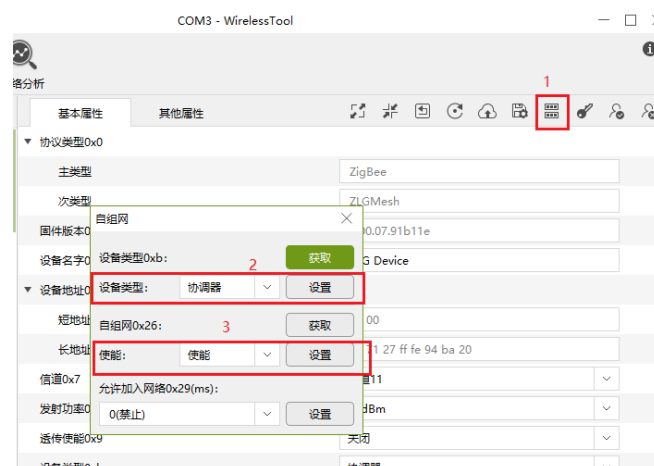 COM3 - WirelessTool
络分析
1
基本属性 其他属性
协议类型0x0
主类型 ZigBee
次类型 ZLGMesh
自组网
固件版本0 00.07.91b11e
设备类型0xb: 获取
设备名字0 G Device
2
设备类型: 协调器 设置
设备地址0
短地址 00
自组网0x26: 3 获取
长地址 71 27 ff fe 94 ba 20
使能: 使能 设置
信道0x7 道11
允许加入网络0x29(ms):
发射功率0 dBm
0(禁止) 设置
透传使能0x9 关闭